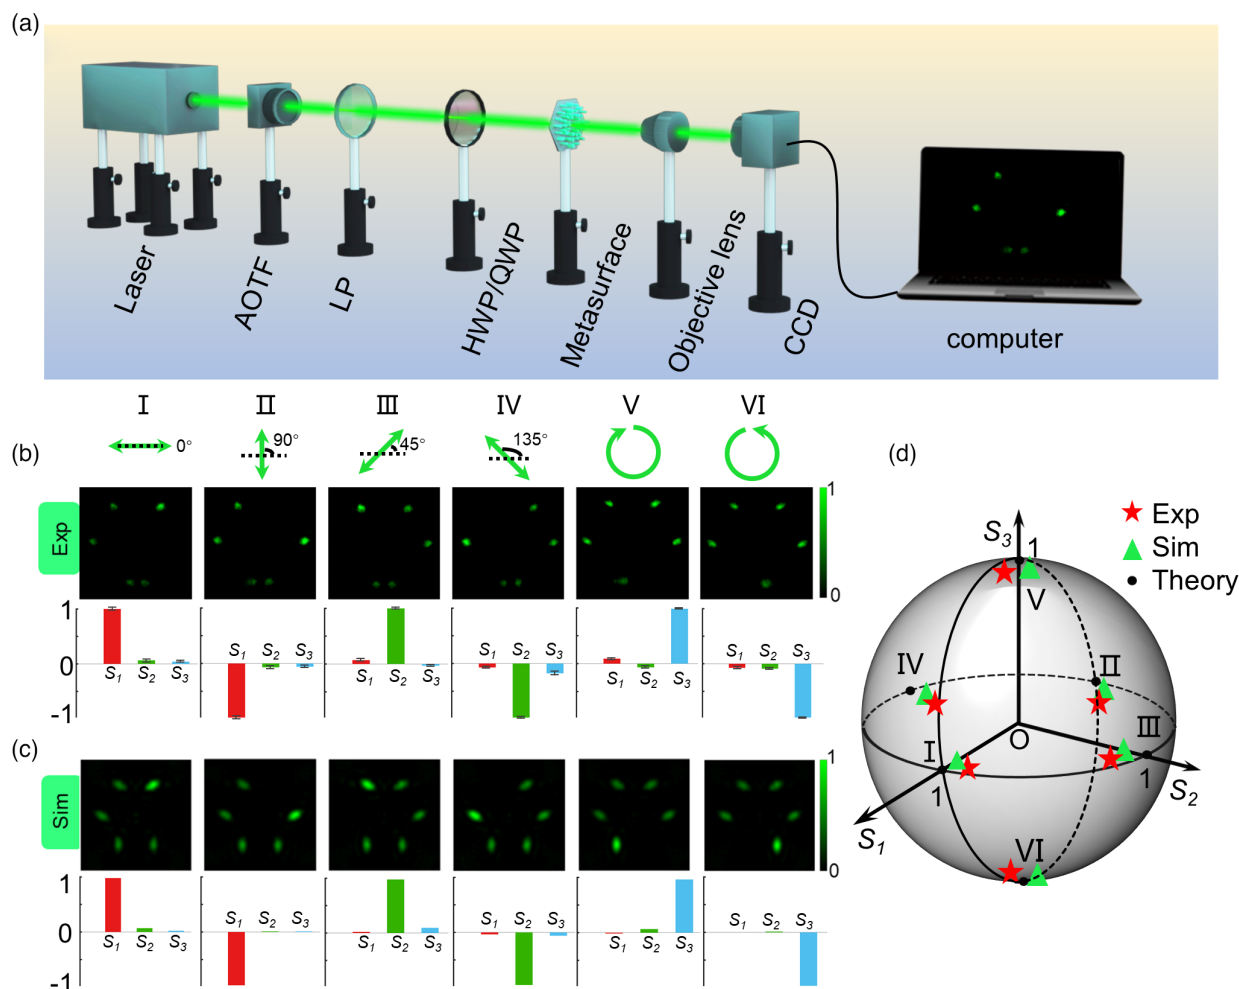 (a)
Laser
AOTF
LP
HWP/QWP
Metasurface
Objective lens
CCD
computer
I II III IV V VI
0° 90° 45° 135°
(b)
Exp
1
0
1
0
-1
S1 S2 S3
S1 S2 S3
S1 S2 S3
S1 S2 S3
S1 S2 S3
S1 S2 S3
(c)
Sim
1
0
1
0
-1
S1 S2 S3
S1 S2 S3
S1 S2 S3
S1 S2 S3
S1 S2 S3
S1 S2 S3
(d)
Exp
Sim
Theory
S3
1
V
IV
II
III
I
O
1
1
S1
S2
VI